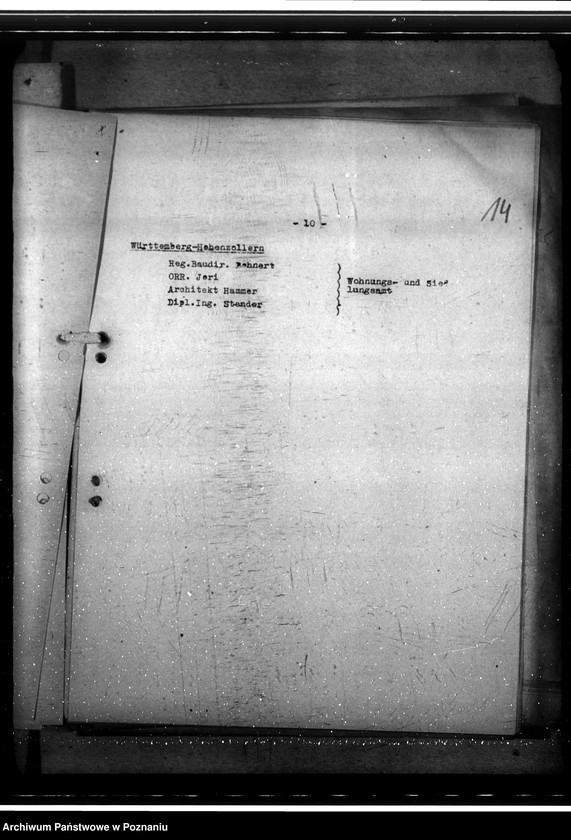 14
- 10 -
Württemberg-Hohenzollern
Reg.Baudir. Rehnert
ORR. Jeri
Architekt Hammer
Dipl.Ing. Stender
Wohnungs- und Sied
lungsamt
Archiwum Państwowe w Poznaniu